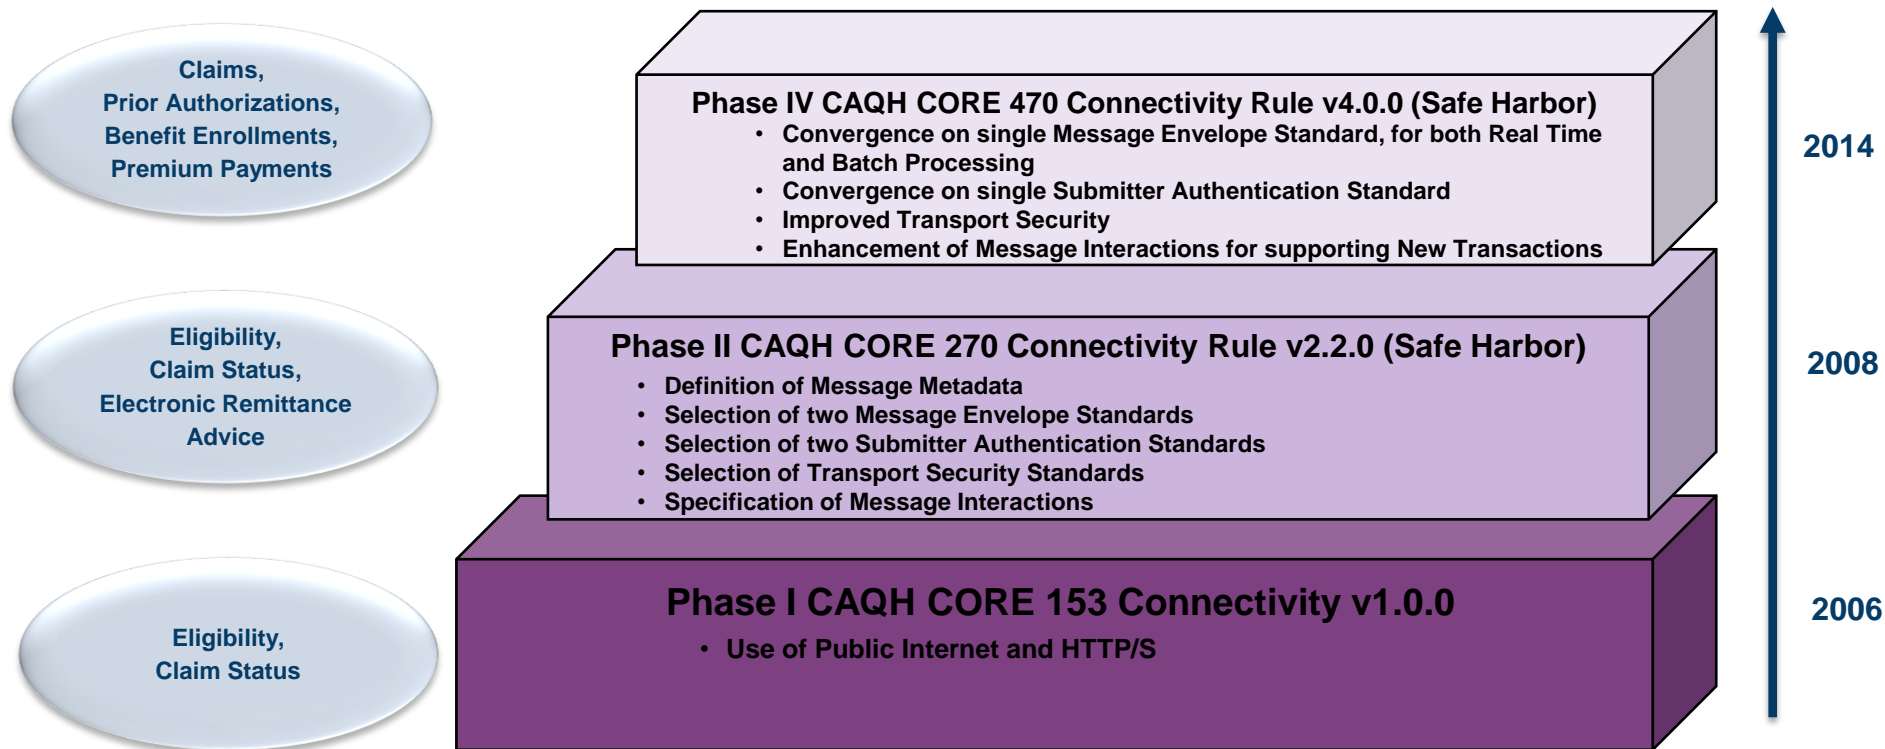 Claims,
Prior Authorizations,
Benefit Enrollments,
Premium Payments
Phase IV CAQH CORE 470 Connectivity Rule v4.0.0 (Safe Harbor)
• Convergence on single Message Envelope Standard, for both Real Time
and Batch Processing
• Convergence on single Submitter Authentication Standard
• Improved Transport Security
• Enhancement of Message Interactions for supporting New Transactions
2014
Eligibility,
Claim Status,
Electronic Remittance
Advice
Phase II CAQH CORE 270 Connectivity Rule v2.2.0 (Safe Harbor)
• Definition of Message Metadata
• Selection of two Message Envelope Standards
• Selection of two Submitter Authentication Standards
• Selection of Transport Security Standards
• Specification of Message Interactions
2008
Eligibility,
Claim Status
Phase I CAQH CORE 153 Connectivity v1.0.0
• Use of Public Internet and HTTP/S
2006